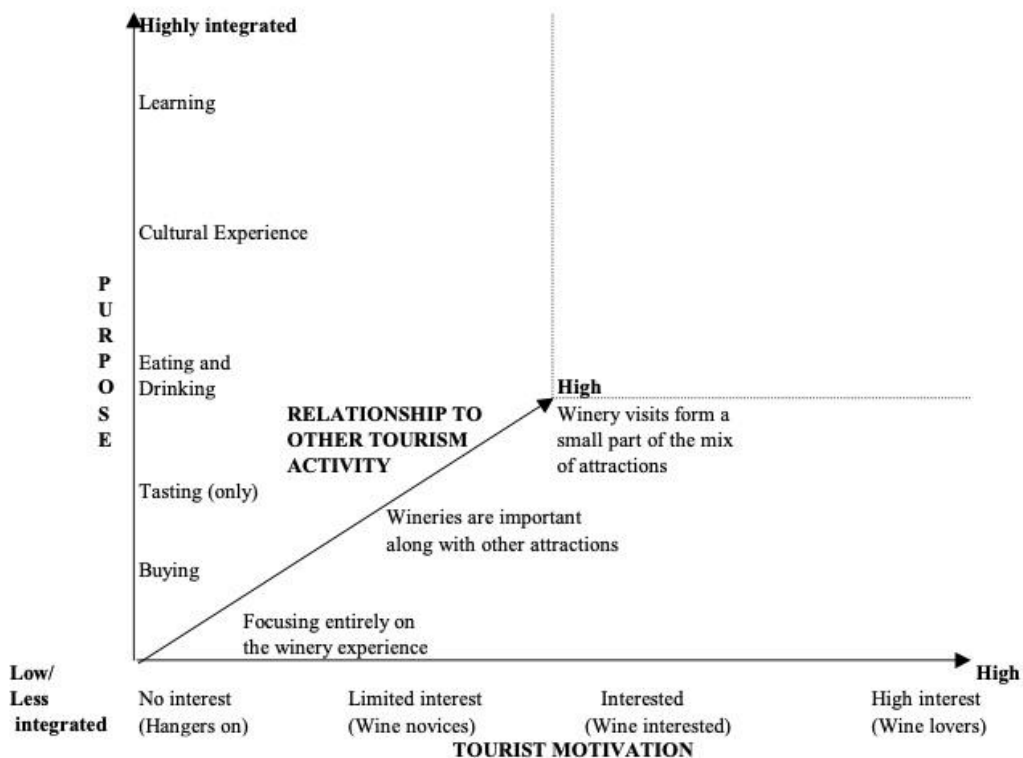 Highly integrated
Learning
Cultural Experience
P
U
R
P
O
S
E
Eating and
Drinking
High
RELATIONSHIP TO
OTHER TOURISM
ACTIVITY
Winery visits form a
small part of the mix
of attractions
Tasting (only)
Wineries are important
along with other attractions
Buying
Focusing entirely on
the winery experience
Low/
Less
integrated
High
No interest
(Hangers on)
Limited interest
(Wine novices)
Interested
(Wine interested)
High interest
(Wine lovers)
TOURIST MOTIVATION